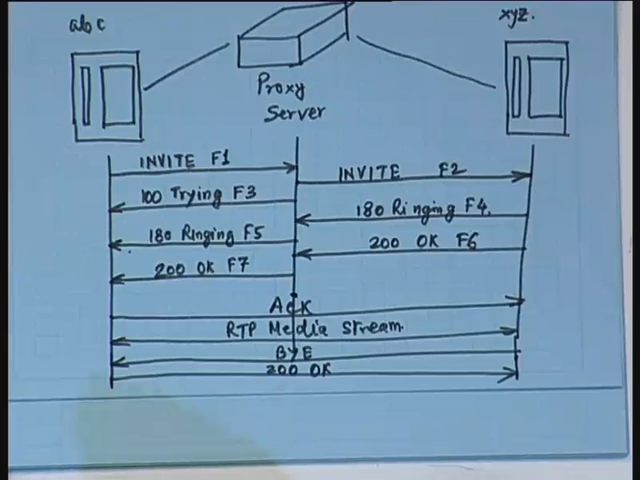 abc
xyz.
Proxy
Server
INVITE F1
INVITE F2
100 Trying F3
180 Ringing F4.
180 Ringing F5
200 OK F6
200 OK F7
Ack
RTP Media Stream
BYE
200 OK